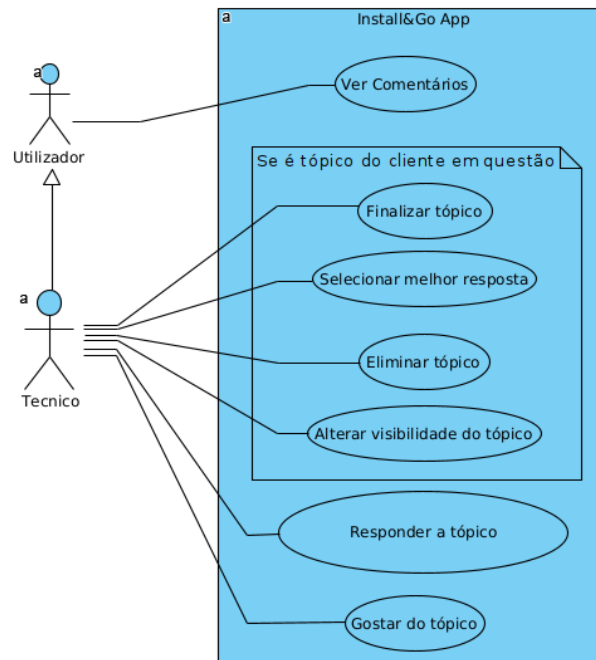 a
Install&Go App
a
Ver Comentários
Utilizador
Se é tópico do cliente em questão
Finalizar tópico
Selecionar melhor resposta
a
Eliminar tópico
Tecnico
Alterar visibilidade do tópico
Responder a tópico
Gostar do tópico